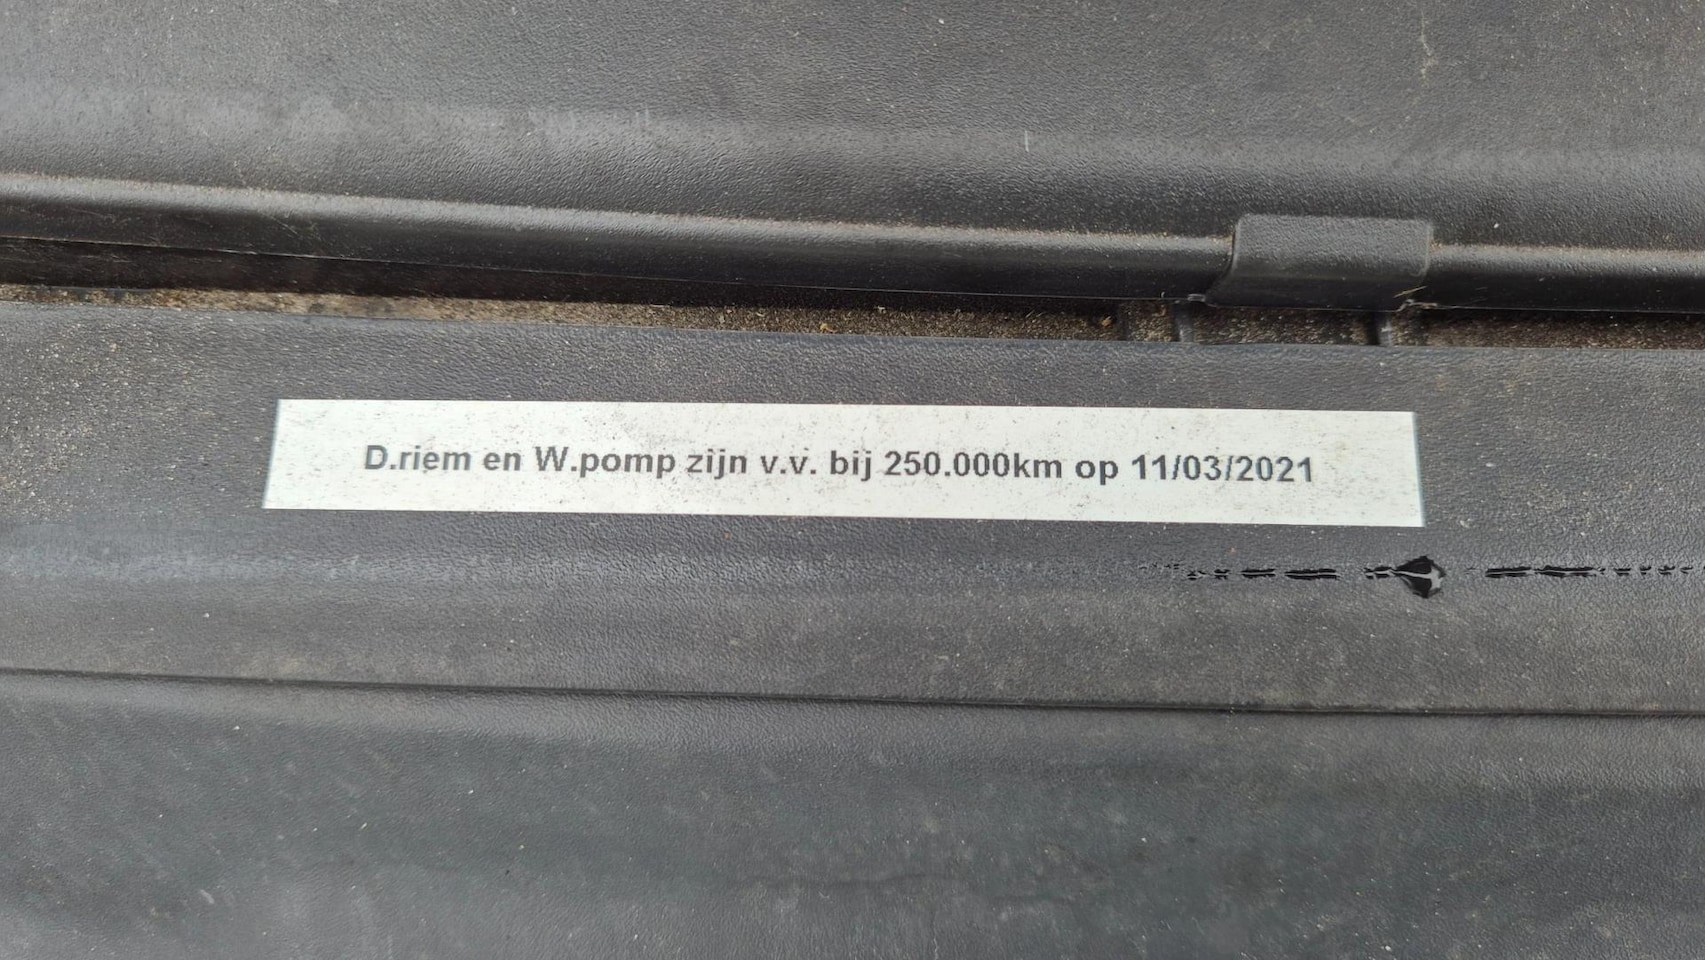 D.riem en W.pomp zijn v.v. bij 250.000km op 11/03/2021